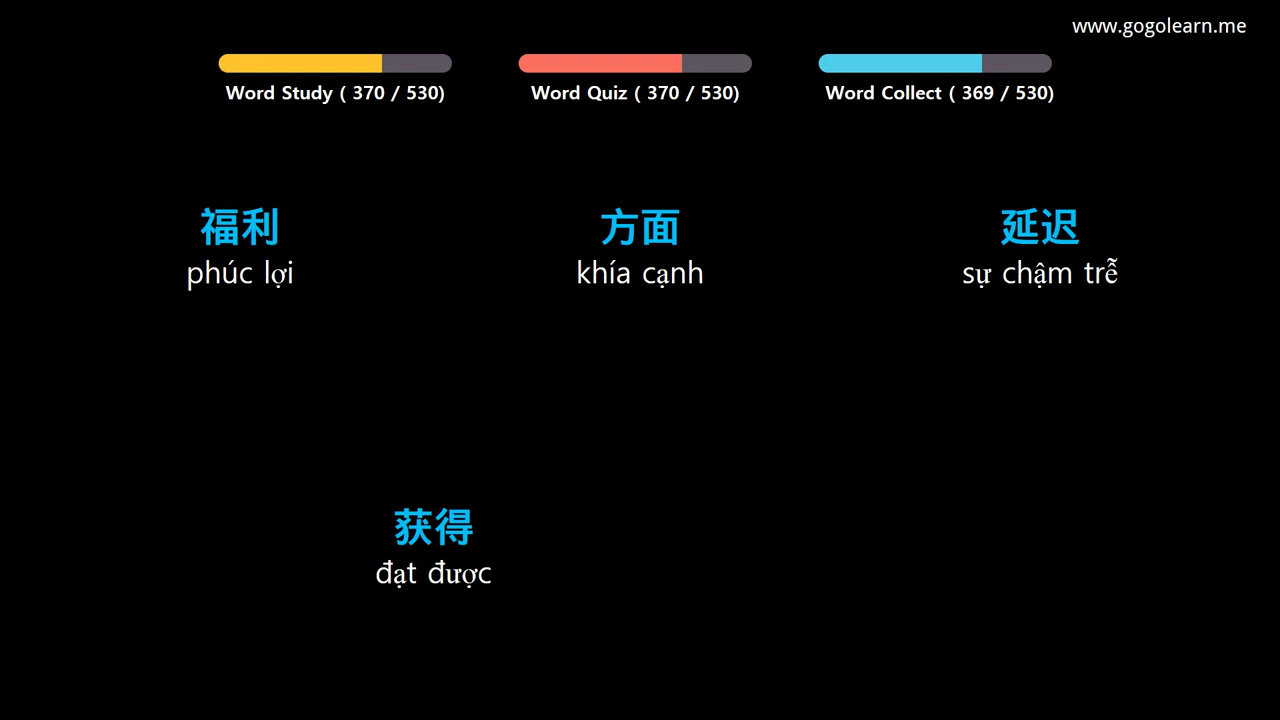 www.gogolearn.me
Word Study ( 370 / 530)
Word Quiz ( 370 / 530)
Word Collect ( 369 / 530)
福利
phúc lợi
方面
khía cạnh
延迟
sự chậm trễ
获得
đạt được